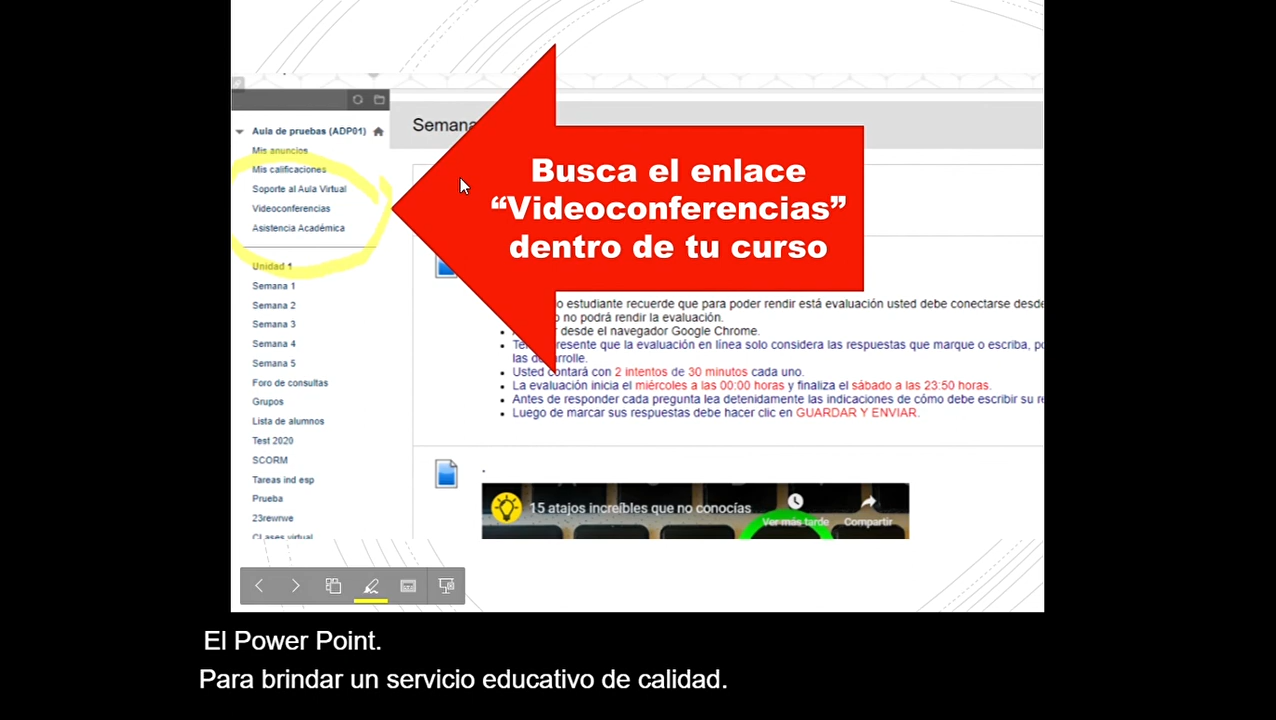 Aula de pruebas (ADP01)
Mis anuncios
Mis calificaciones
Soporte al Aula Virtual
Videoconferencias
Asistencia Académica
Unidad 1
Semana 1
Semana 2
Semana 3
Semana 4
Semana 5
Foro de consultas
Grupos
Lista de alumnos
Test 2020
SCORM
Tareas ind esp
Prueba
23rewnwe
Semana
Busca el enlace
“Videoconferencias”
dentro de tu curso
o estudiante recuerde que para poder rendir está evaluación usted debe conectarse desde
o no podrá rendir la evaluación.
desde el navegador Google Chrome.
presente que la evaluación en línea solo considera las respuestas que marque o escriba,
las
Usted contará con 2 intentos de 30 minutos cada uno.
La evaluación inicia el miércoles a las 00:00 horas y finaliza el sábado a las 23:50 horas.
Antes de responder cada pregunta lea detenidamente las indicaciones de cómo debe escribir su
Luego de marcar sus respuestas debe hacer clic en GUARDAR Y ENVIAR.
15 atajos increíbles que no conocías
Ver más tarde
Compartir
El Power Point.
Para brindar un servicio educativo de calidad.